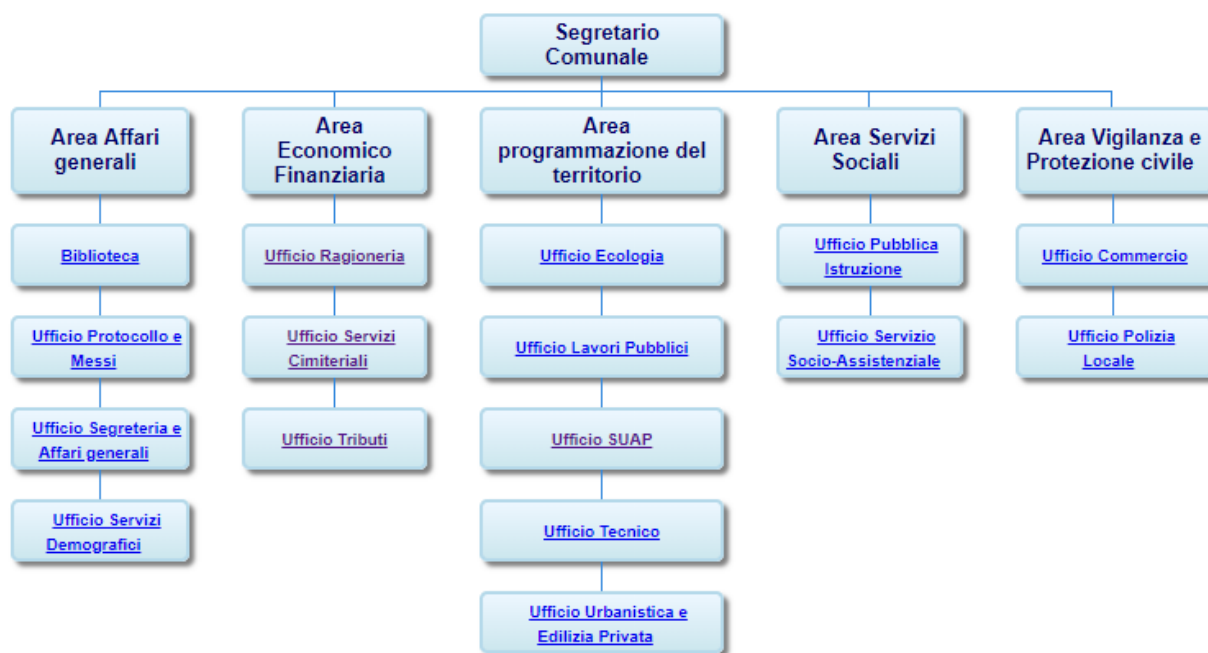 Segretario
Comunale
Area Affari
generali
Area
Economico
Finanziaria
Area
programmazione del
territorio
Area Servizi
Sociali
Area Vigilanza e
Protezione civile
Biblioteca
Ufficio Ragioneria
Ufficio Ecologia
Ufficio Pubblica
Istruzione
Ufficio Commercio
Ufficio Protocollo e
Messi
Ufficio Servizi
Cimiteriali
Ufficio Lavori Pubblici
Ufficio Servizio
Socio-Assistenziale
Ufficio Polizia
Locale
Ufficio Segreteria e
Affari generali
Ufficio Tributi
Ufficio SUAP
Ufficio Servizi
Demografici
Ufficio Tecnico
Ufficio Urbanistica e
Edilizia Privata